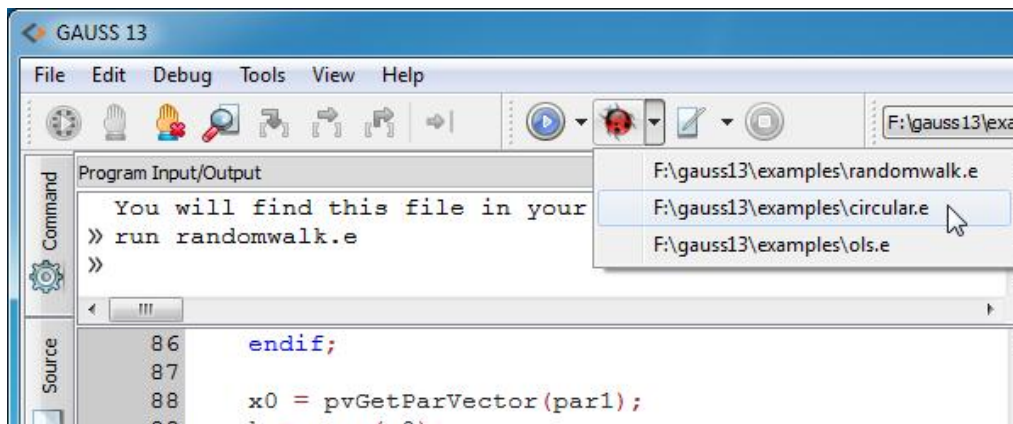 GAUSS 13
File Edit Debug Tools View Help
F:\gauss13\exa
F:\gauss13\examples\randomwalk.e
F:\gauss13\examples\circular.e
F:\gauss13\examples\ols.e
Command
Program Input/Output
You will find this file in your
» run randomwalk.e
»
Source
86 endif;
87
88 x0 = pvGetParVector(par1);